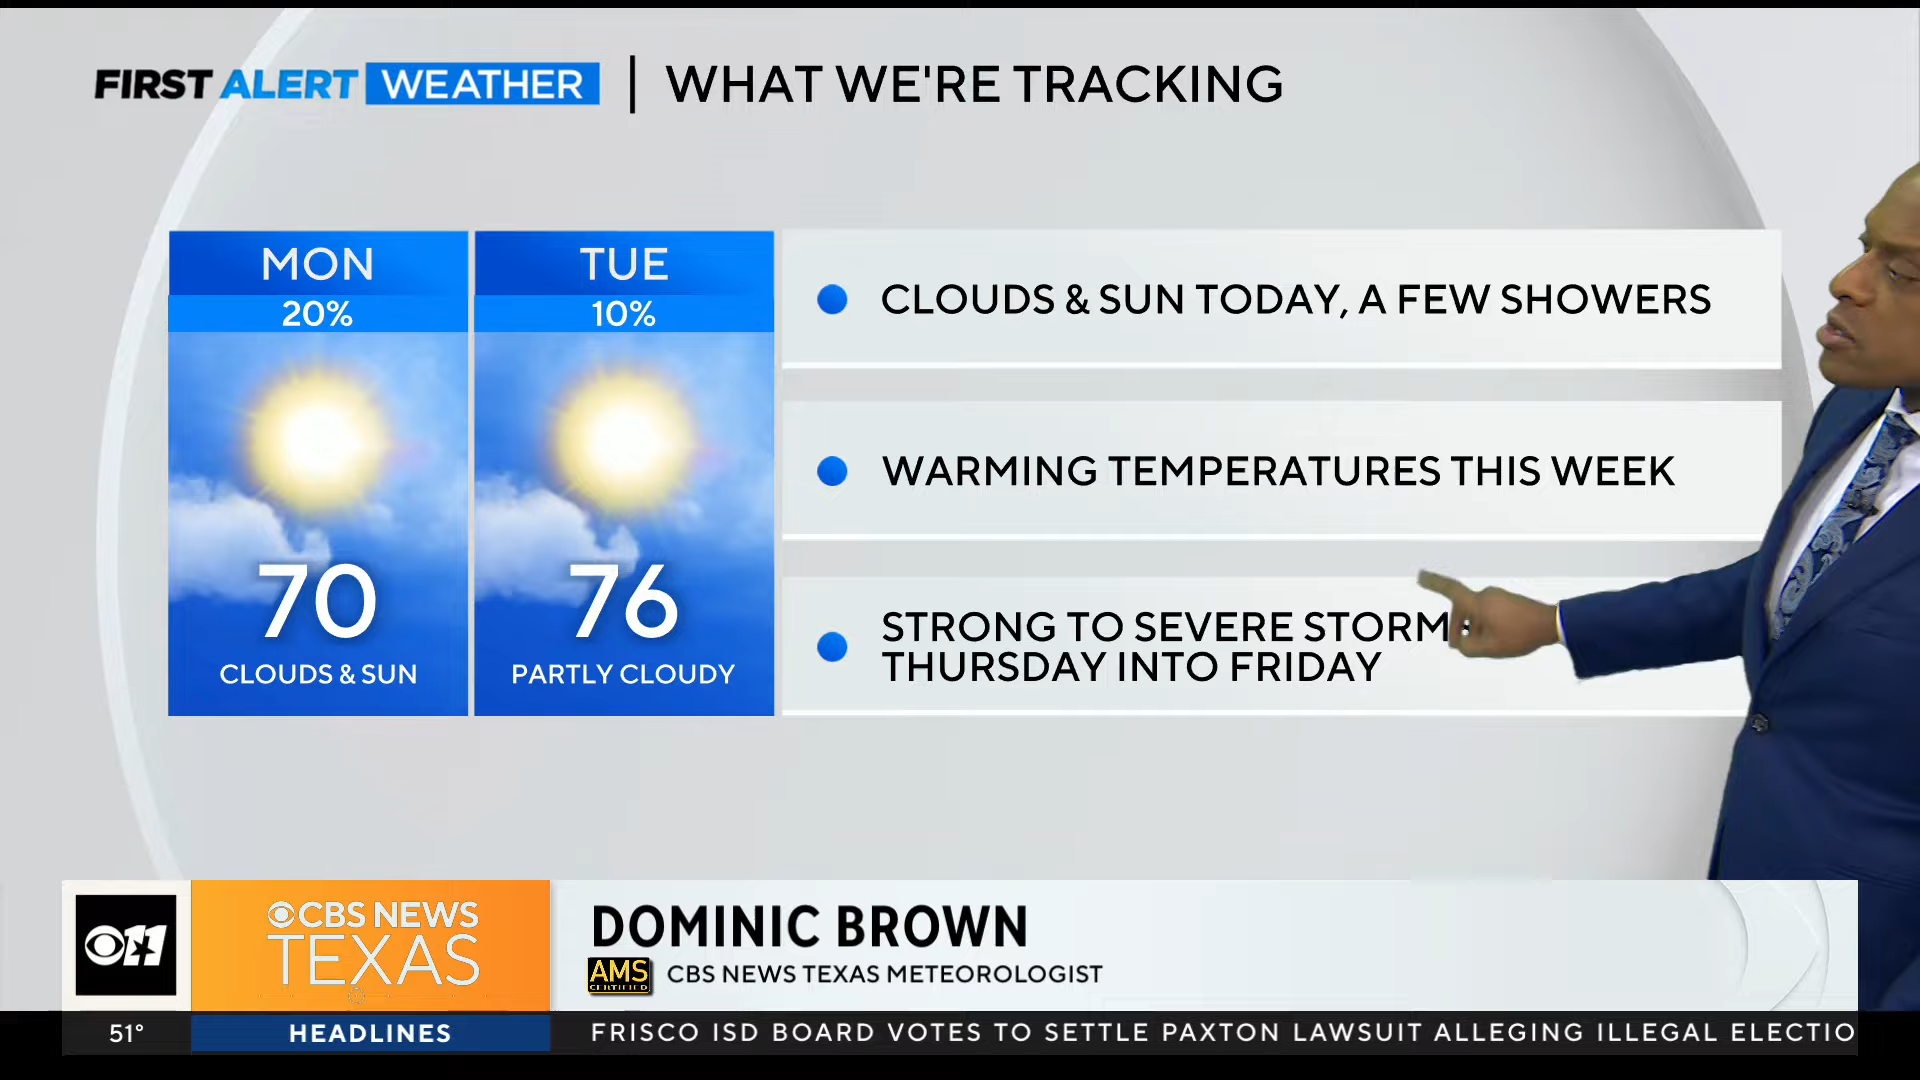 FIRST ALERT WEATHER | WHAT WE'RE TRACKING
MON
20%
70
CLOUDS & SUN
TUE
10%
76
PARTLY CLOUDY
CLOUDS & SUN TODAY, A FEW SHOWERS
WARMING TEMPERATURES THIS WEEK
STRONG TO SEVERE STORM
THURSDAY INTO FRIDAY
11
CBS NEWS
TEXAS
DOMINIC BROWN
AMS
CERTIFIED
CBS NEWS TEXAS METEOROLOGIST
51°
HEADLINES
FRISCO ISD BOARD VOTES TO SETTLE PAXTON LAWSUIT ALLEGING ILLEGAL ELECTIO